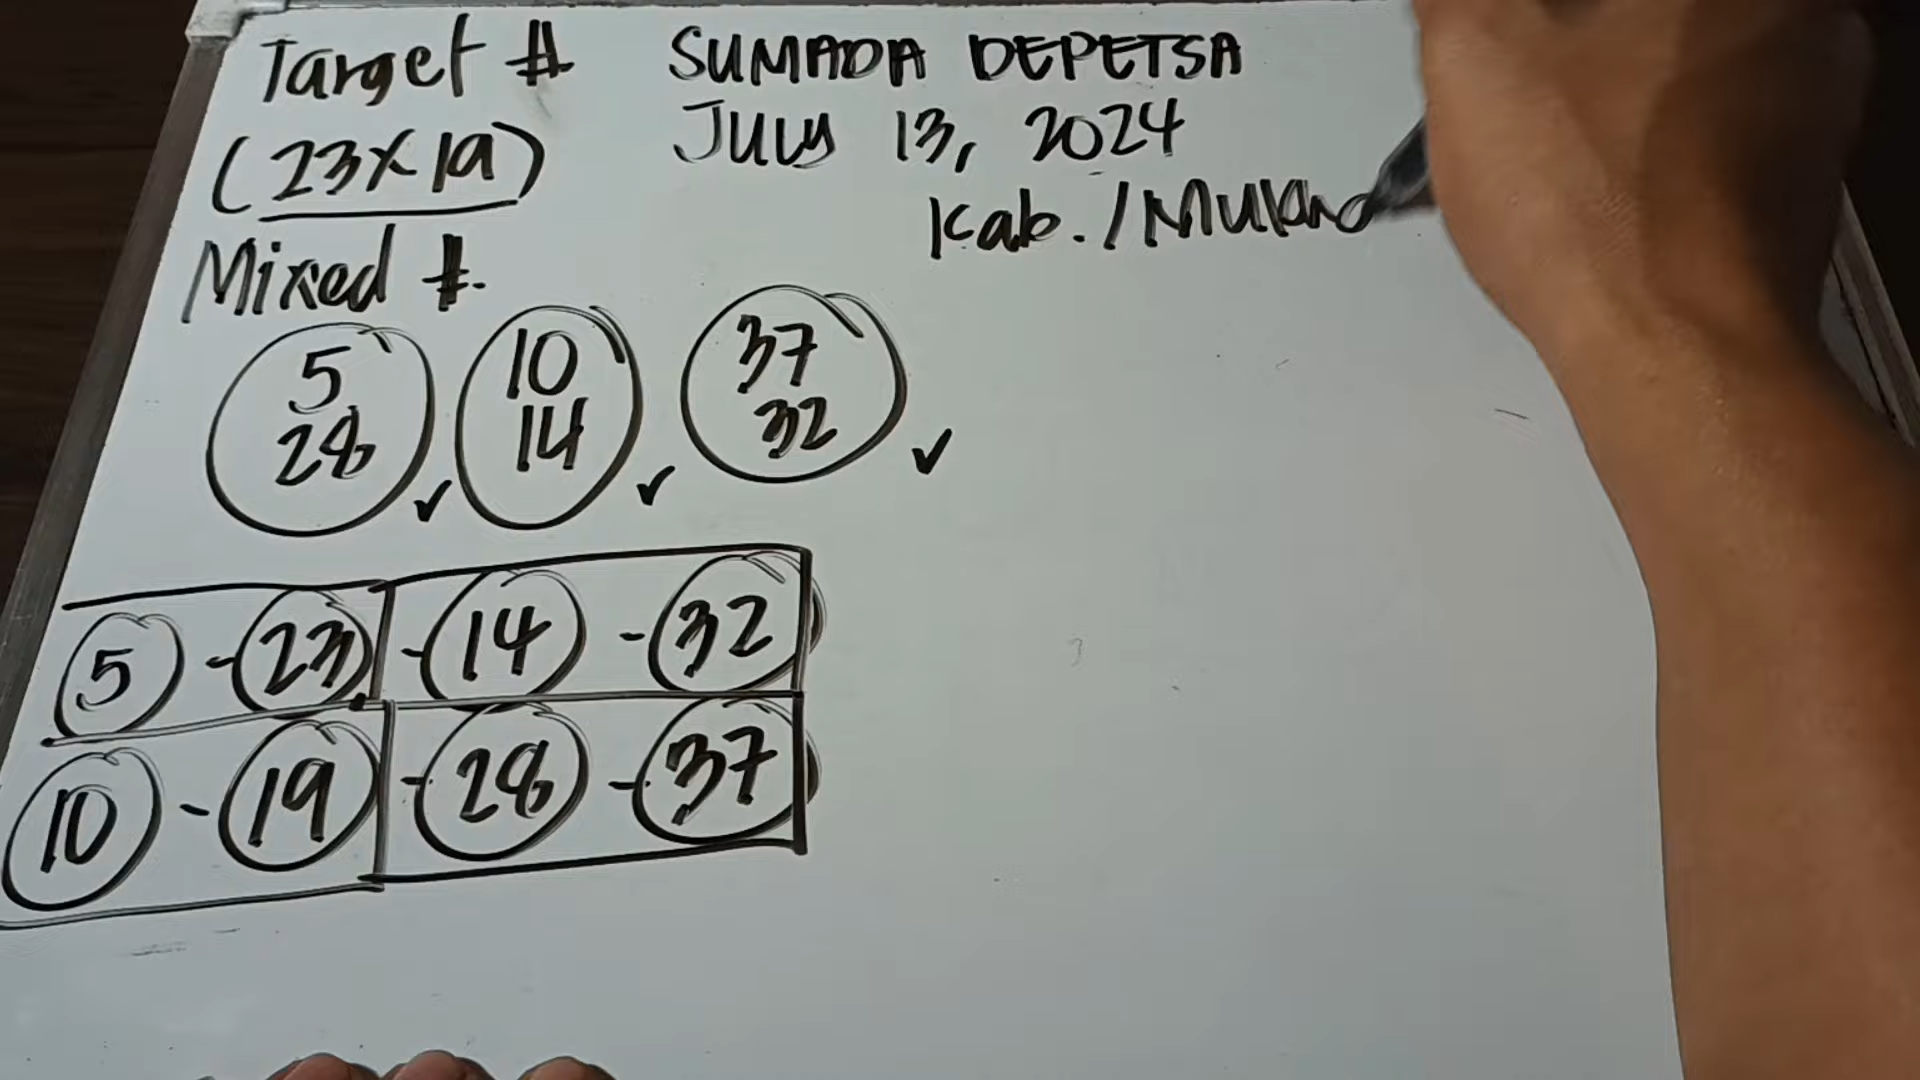 Target #
(23x19)
Mixed #.
SUMADA DEPETSA
JULY 13, 2024
Kab./
5 10 37
28 14 32
5 - 23 - 14 - 32
10 - 19 - 28 - 37